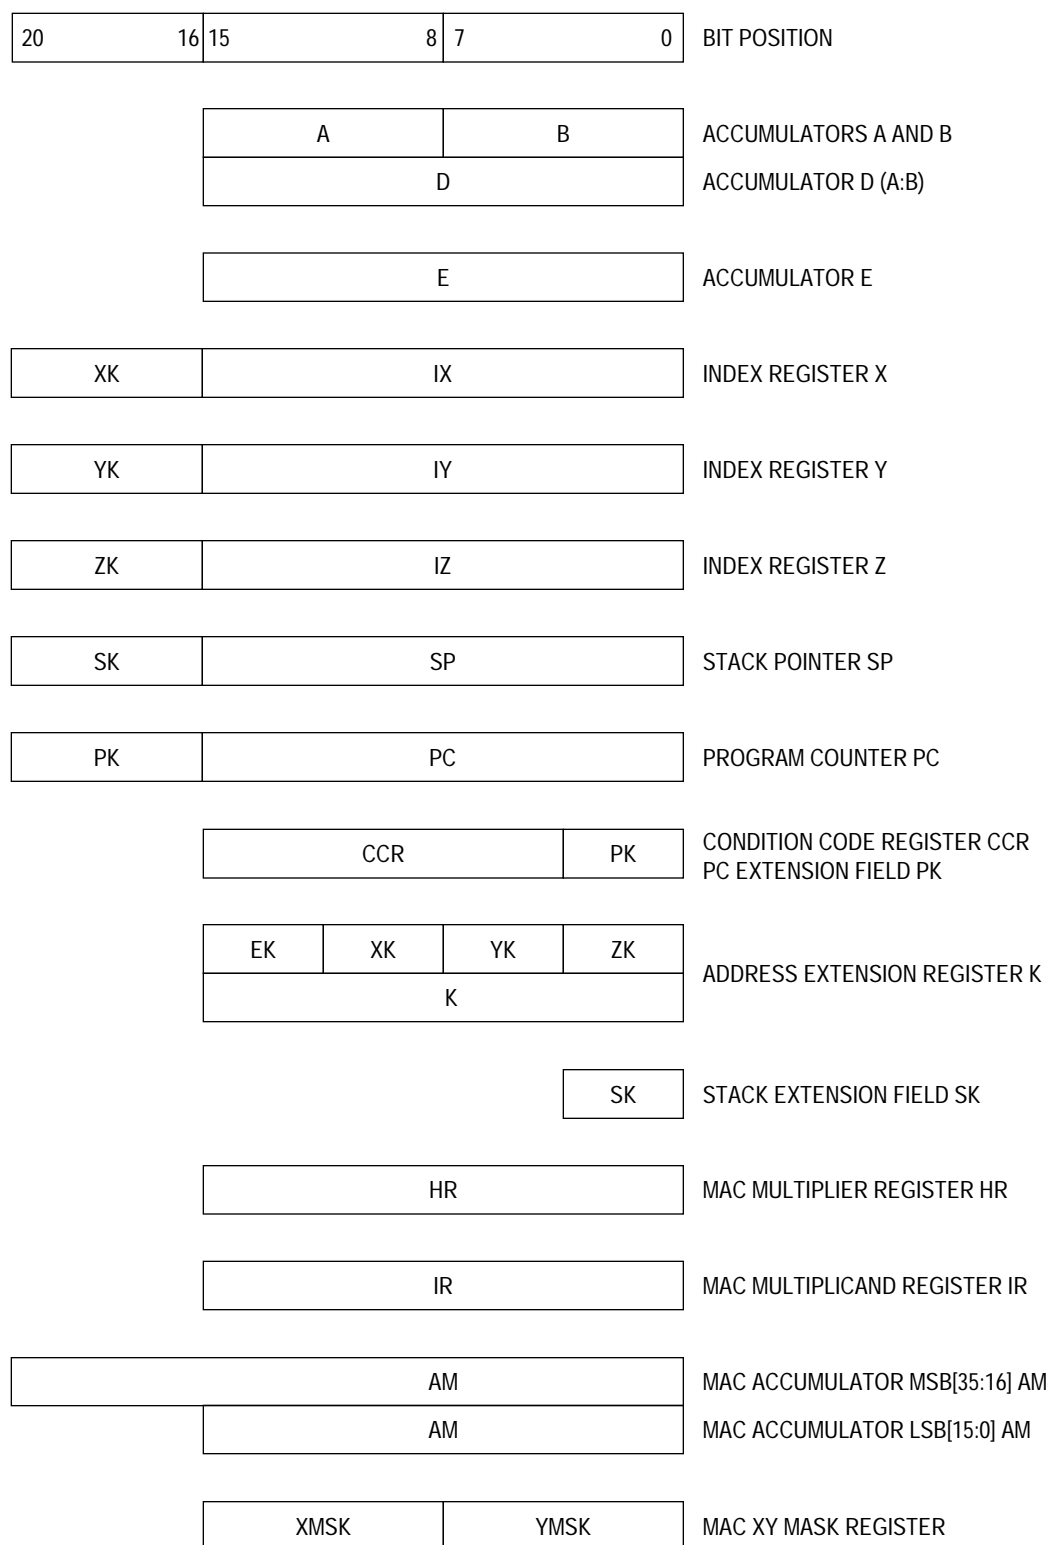 20 16 15 8 7 0 BIT POSITION
A B ACCUMULATORS A AND B
D ACCUMULATOR D (A:B)
E ACCUMULATOR E
XK IX INDEX REGISTER X
YK IY INDEX REGISTER Y
ZK IZ INDEX REGISTER Z
SK SP STACK POINTER SP
PK PC PROGRAM COUNTER PC
CCR PK CONDITION CODE REGISTER CCR
PC EXTENSION FIELD PK
EK XK YK ZK
ADDRESS EXTENSION REGISTER K
K
SK STACK EXTENSION FIELD SK
HR MAC MULTIPLIER REGISTER HR
IR MAC MULTIPLICAND REGISTER IR
AM MAC ACCUMULATOR MSB[35:16] AM
AM MAC ACCUMULATOR LSB[15:0] AM
XMSK YMSK MAC XY MASK REGISTER